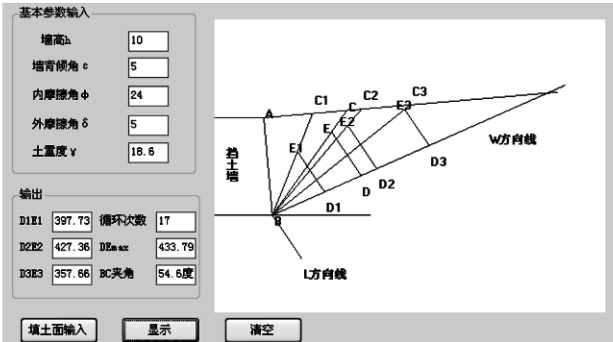 基本参数输入
墙高h 10
墙背倾角 ε 5
内摩擦角 φ 24
外摩擦角 δ 5
土重度 γ 18.6
输出
D1E1 397.73 循环次数 17
D2E2 427.36 DEmax 433.79
D3E3 357.66 BC夹角 54.6度
填土面输入 显示 清空
A C1 C C2 C3
E1 E E2 E3
挡土墙
W方向线
D1 D D2 D3
B
L方向线